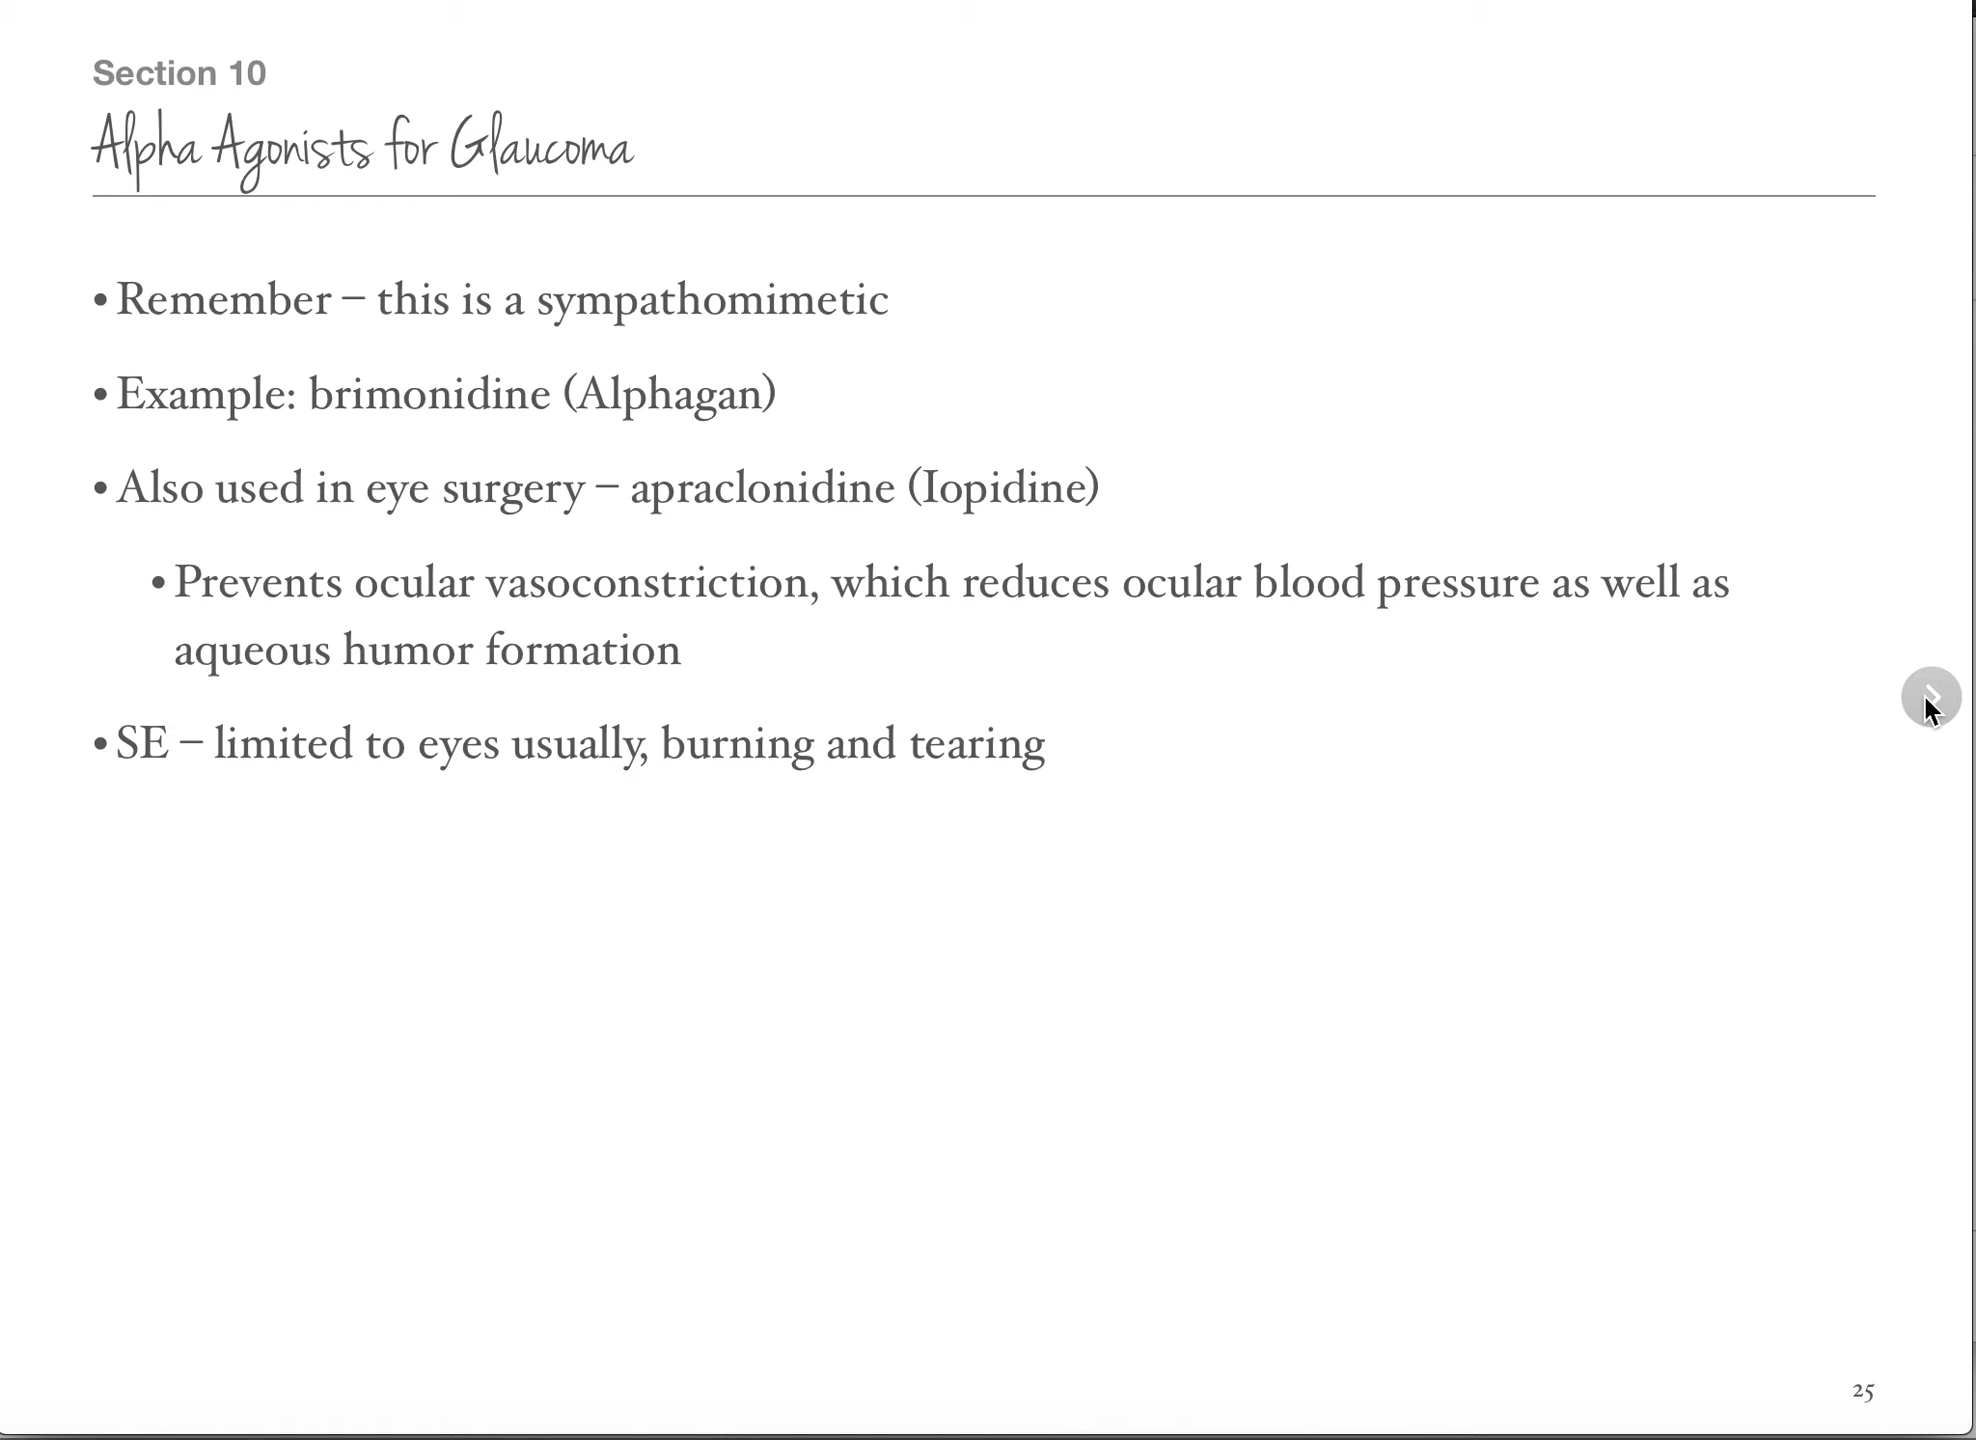 Section 10
Alpha Agonists for Glaucoma
• Remember – this is a sympathomimetic
• Example: brimonidine (Alphagan)
• Also used in eye surgery – apraclonidine (Iopidine)
• Prevents ocular vasoconstriction, which reduces ocular blood pressure as well as
aqueous humor formation
• SE – limited to eyes usually, burning and tearing
25